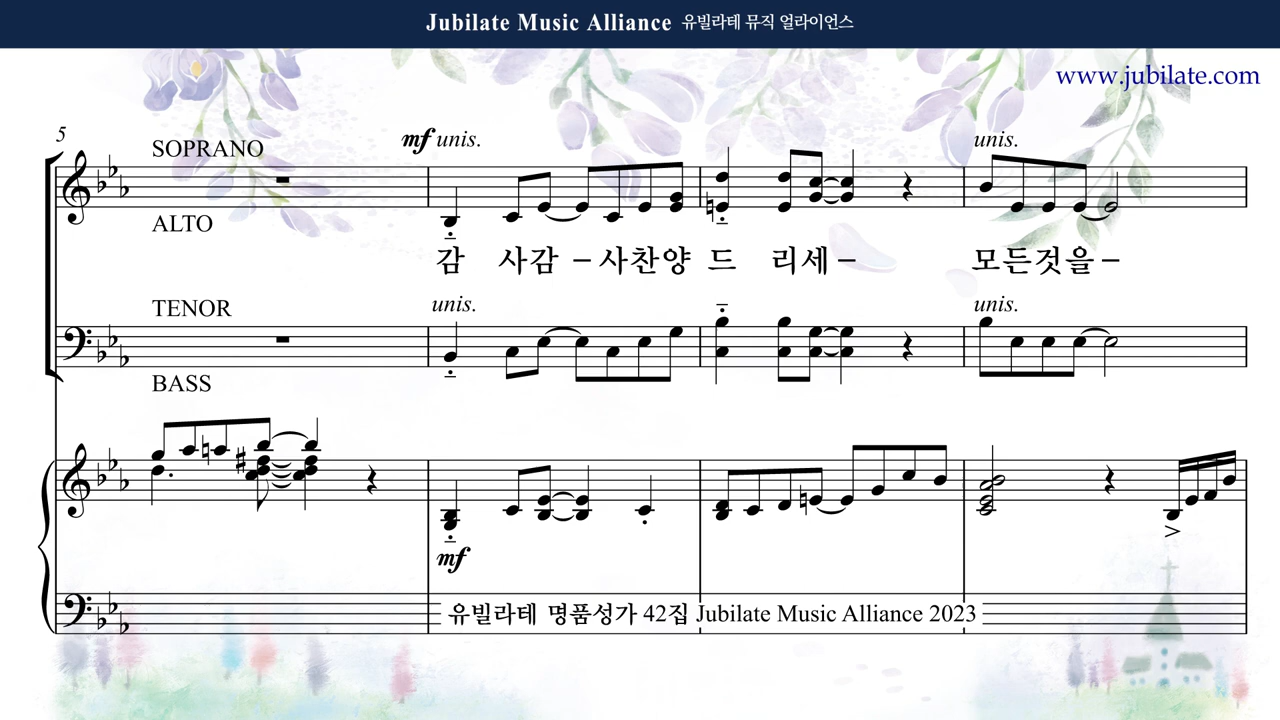 Jubilate Music Alliance 유빌라테 뮤직 얼라이언스
www.jubilate.com
5
SOPRANO
mf unis.
unis.
ALTO
감 사감 – 사찬양 드 리세 – 모든것을 –
TENOR
unis.
unis.
BASS
mf
유빌라테 명품성가 42집 Jubilate Music Alliance 2023